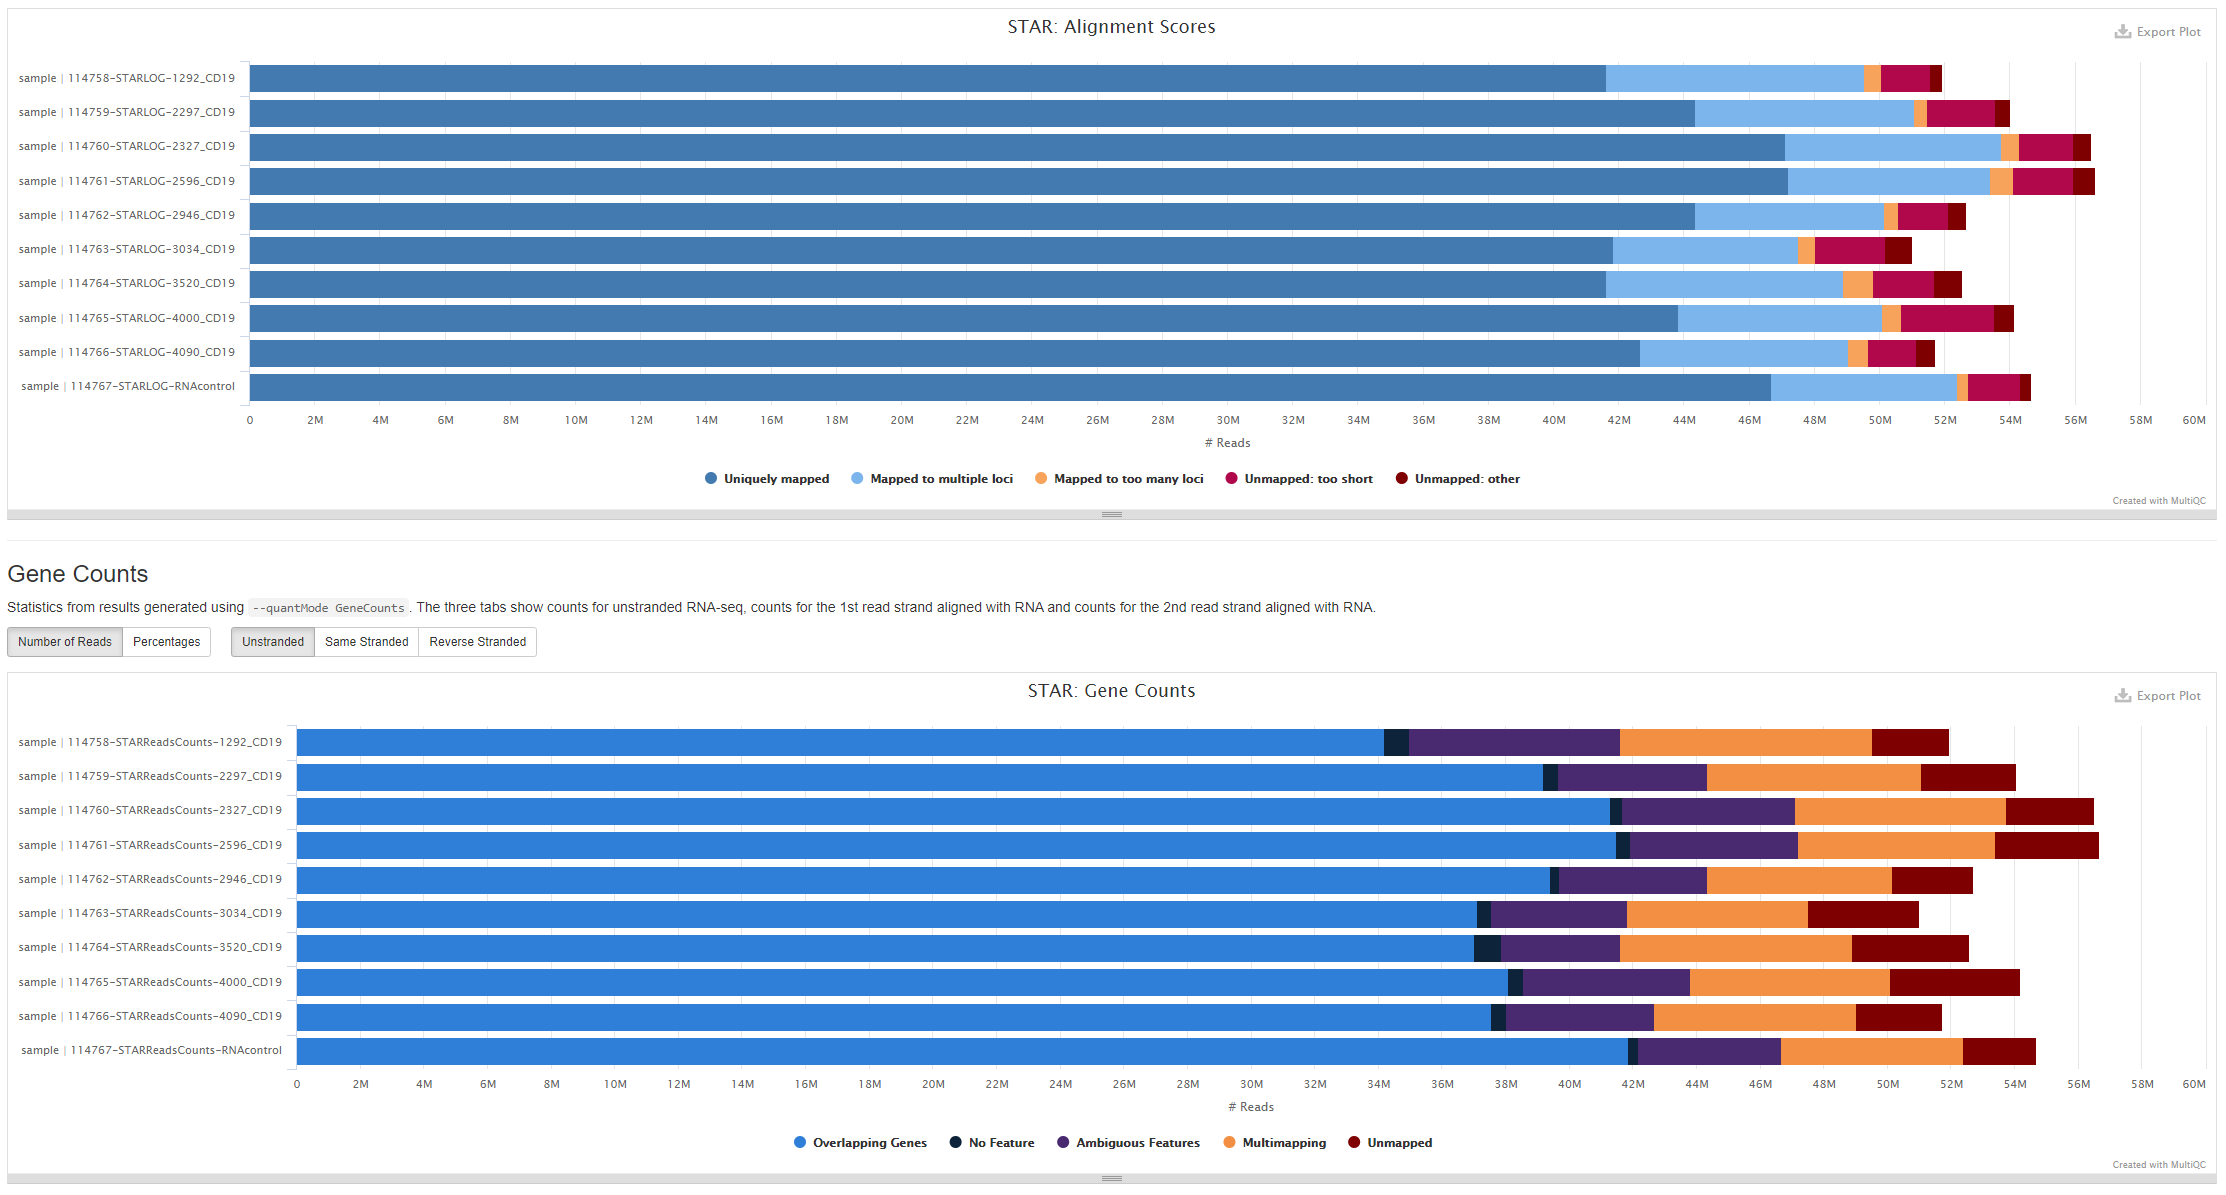 STAR: Alignment Scores
Export Plot
sample | 114758-STARLOG-1292_CD19
sample | 114759-STARLOG-2297_CD19
sample | 114760-STARLOG-2327_CD19
sample | 114761-STARLOG-2596_CD19
sample | 114762-STARLOG-2946_CD19
sample | 114763-STARLOG-3034_CD19
sample | 114764-STARLOG-3520_CD19
sample | 114765-STARLOG-4000_CD19
sample | 114766-STARLOG-4090_CD19
sample | 114767-STARLOG-RNAcontrol
0 2M 4M 6M 8M 10M 12M 14M 16M 18M 20M 22M 24M 26M 28M 30M 32M 34M 36M 38M 40M 42M 44M 46M 48M 50M 52M 54M 56M 58M 60M
# Reads
Uniquely mapped Mapped to multiple loci Mapped to too many loci Unmapped: too short Unmapped: other
Created with MultiQC
Gene Counts
Statistics from results generated using --quantMode GeneCounts. The three tabs show counts for unstranded RNA-seq, counts for the 1st read strand aligned with RNA and counts for the 2nd read strand aligned with RNA.
Number of Reads Percentages Unstranded Same Stranded Reverse Stranded
STAR: Gene Counts
Export Plot
sample | 114758-STARReadsCounts-1292_CD19
sample | 114759-STARReadsCounts-2297_CD19
sample | 114760-STARReadsCounts-2327_CD19
sample | 114761-STARReadsCounts-2596_CD19
sample | 114762-STARReadsCounts-2946_CD19
sample | 114763-STARReadsCounts-3034_CD19
sample | 114764-STARReadsCounts-3520_CD19
sample | 114765-STARReadsCounts-4000_CD19
sample | 114766-STARReadsCounts-4090_CD19
sample | 114767-STARReadsCounts-RNAcontrol
0 2M 4M 6M 8M 10M 12M 14M 16M 18M 20M 22M 24M 26M 28M 30M 32M 34M 36M 38M 40M 42M 44M 46M 48M 50M 52M 54M 56M 58M 60M
# Reads
Overlapping Genes No Feature Ambiguous Features Multimapping Unmapped
Created with MultiQC